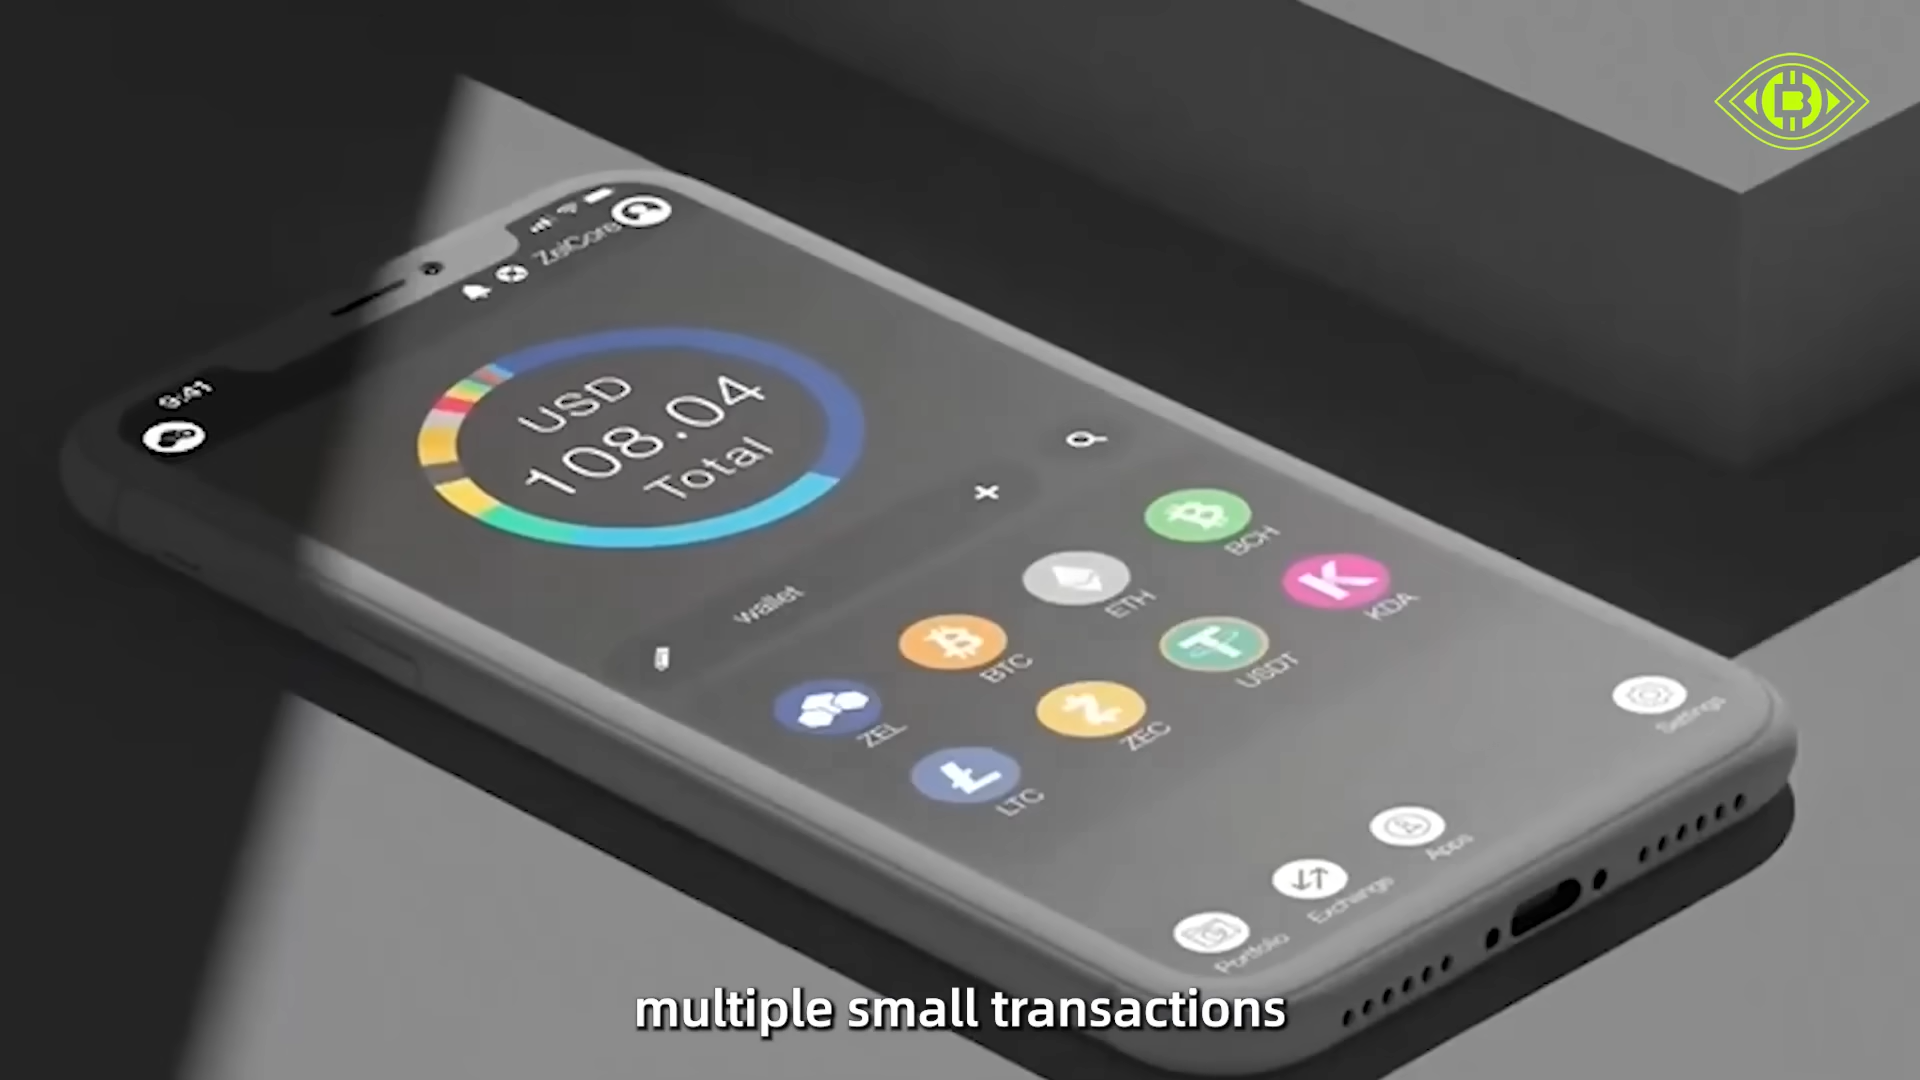 9:41
ZelCore
USD
108.04
Total
wallet
BCH
ETH
KDA
BTC
USDT
ZEL
ZEC
LTC
Settings
Apps
Exchange
Portfolio
multiple small transactions